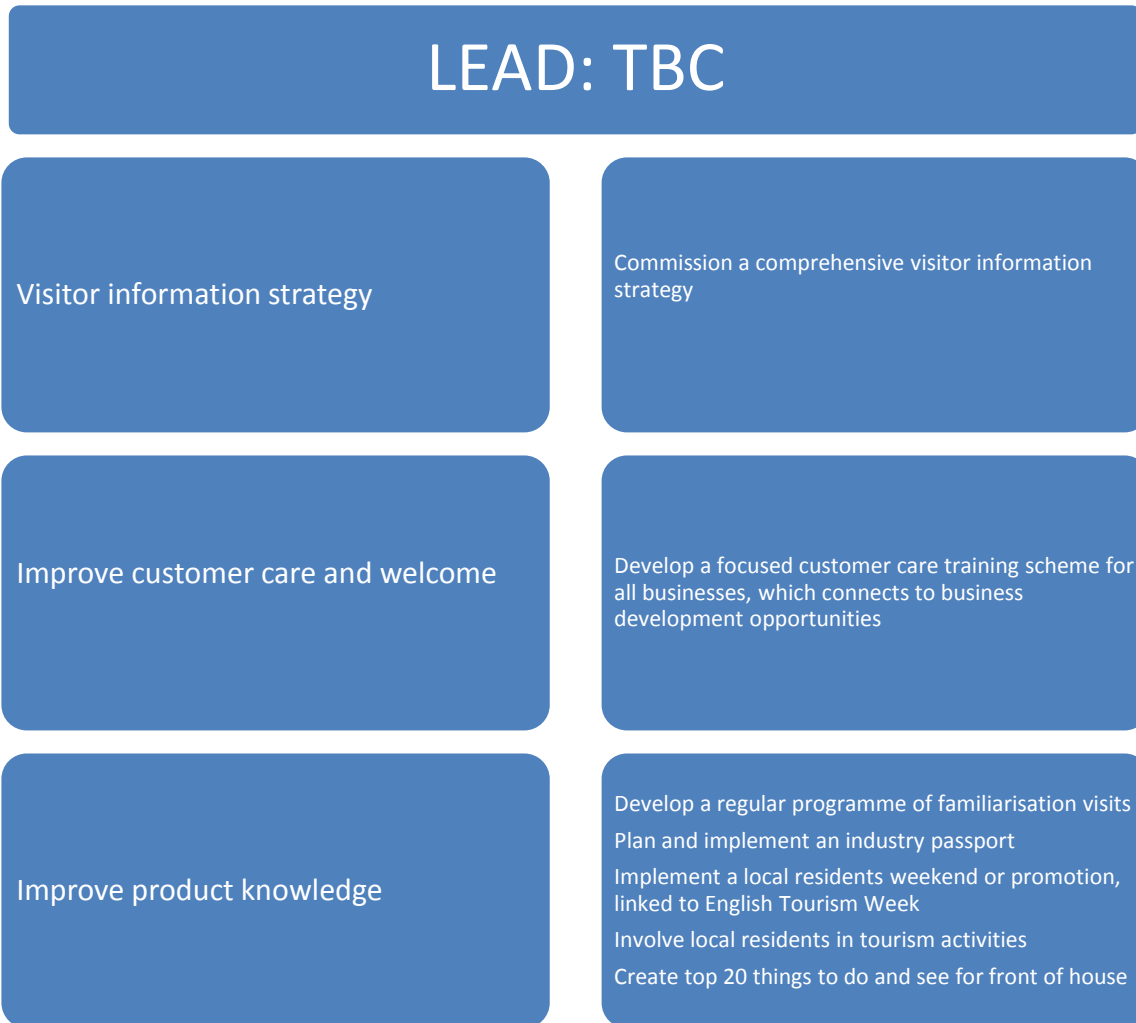 LEAD: TBC
Visitor information strategy
Commission a comprehensive visitor information
strategy
Improve customer care and welcome
Develop a focused customer care training scheme for
all businesses, which connects to business
development opportunities
Improve product knowledge
Develop a regular programme of familiarisation visits
Plan and implement an industry passport
Implement a local residents weekend or promotion,
linked to English Tourism Week
Involve local residents in tourism activities
Create top 20 things to do and see for front of house